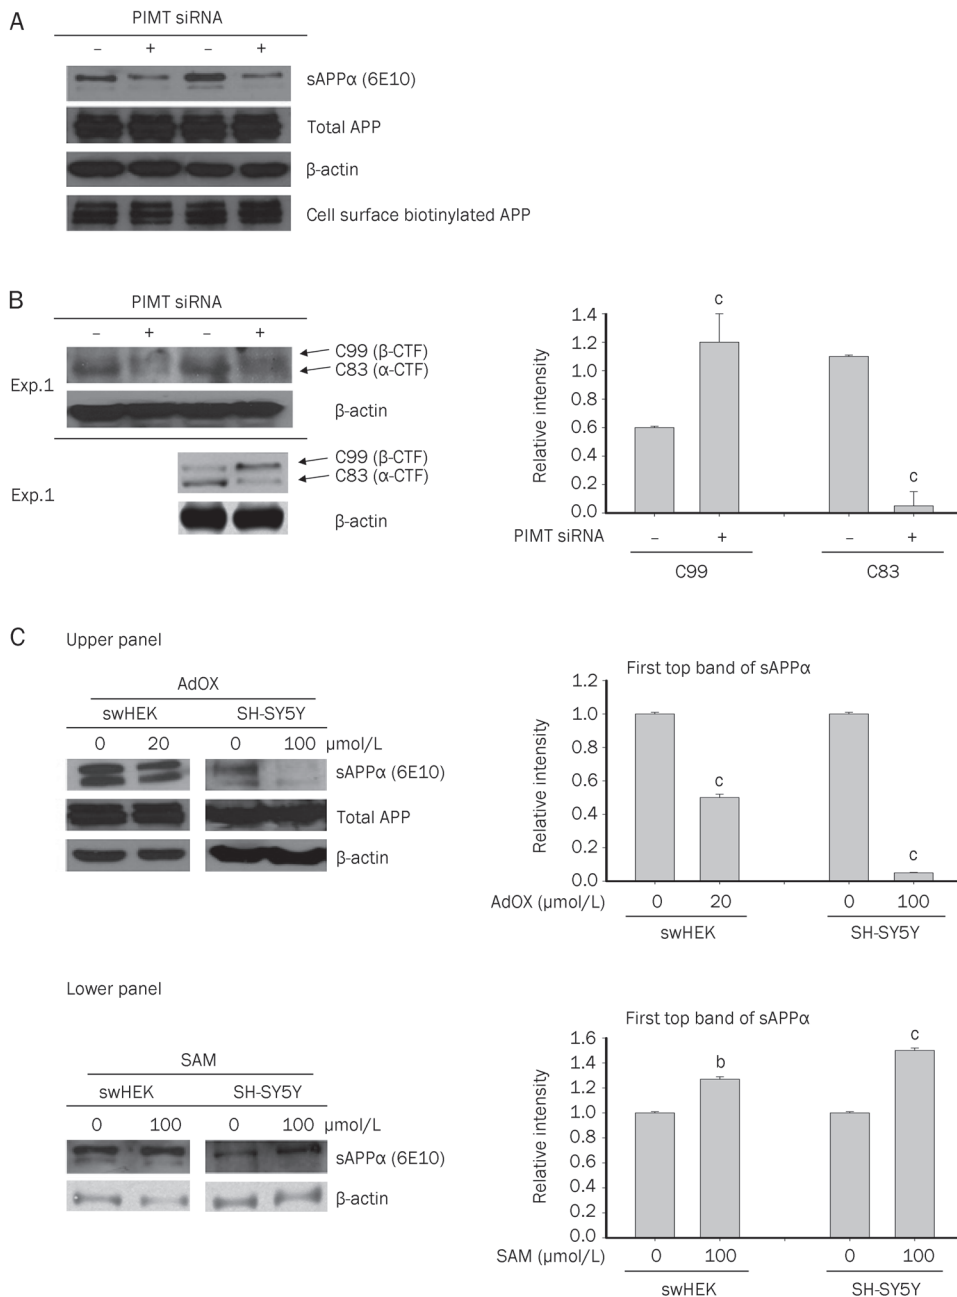 A
PIMT siRNA
– + – +
sAPPα (6E10)
Total APP
β-actin
Cell surface biotinylated APP
B
PIMT siRNA
– + – +
Exp.1
C99 (β-CTF)
C83 (α-CTF)
β-actin
Exp.1
C99 (β-CTF)
C83 (α-CTF)
β-actin
Relative intensity
1.4
1.2
1.0
0.8
0.6
0.4
0.2
0.0
c
c
PIMT siRNA – + – +
C99 C83
C
Upper panel
AdOX
swHEK SH-SY5Y
0 20 0 100 µmol/L
sAPPα (6E10)
Total APP
β-actin
First top band of sAPPα
Relative intensity
1.2
1.0
0.8
0.6
0.4
0.2
0.0
c
c
AdOX (µmol/L) 0 20 0 100
swHEK SH-SY5Y
Lower panel
SAM
swHEK SH-SY5Y
0 100 0 100 µmol/L
sAPPα (6E10)
β-actin
First top band of sAPPα
Relative intensity
1.6
1.4
1.0
1.0
0.8
0.6
0.4
0.2
0.0
b
c
SAM (µmol/L) 0 100 0 100
swHEK SH-SY5Y